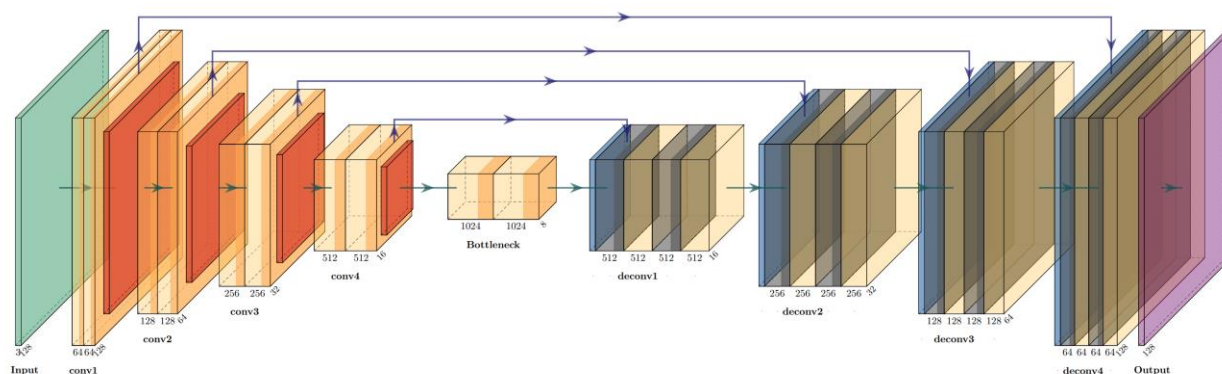 3 128
Input
64 64 128
conv1
128 128 64
conv2
256 256 32
conv3
512 512 16
conv4
1024 1024 8
Bottleneck
512 512 512 512 16
deconv1
256 256 256 256 32
deconv2
128 128 128 128 64
deconv3
64 64 64 64 128
deconv4
128
Output